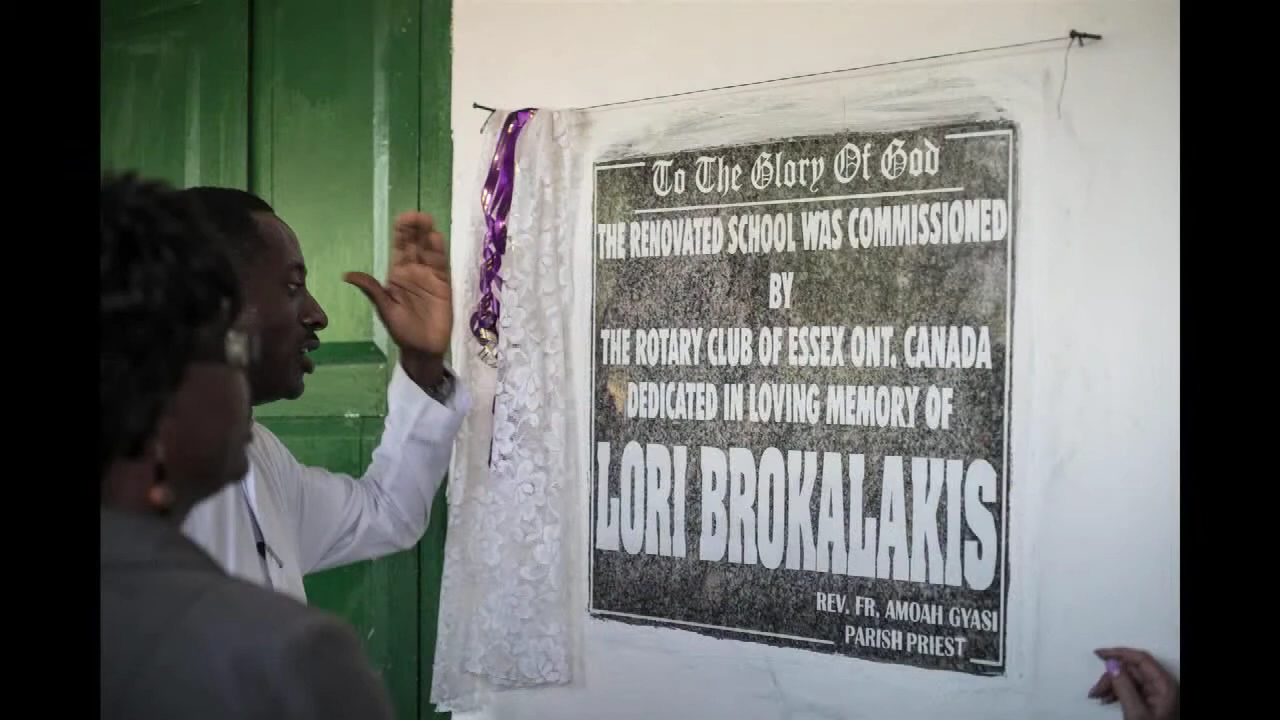 To The Glory Of God
THE RENOVATED SCHOOL WAS COMMISSIONED
BY
THE ROTARY CLUB OF ESSEX ONT. CANADA
DEDICATED IN LOVING MEMORY OF
LORI BROKALAKIS
REV. FR. AMOAH GYASI
PARISH PRIEST